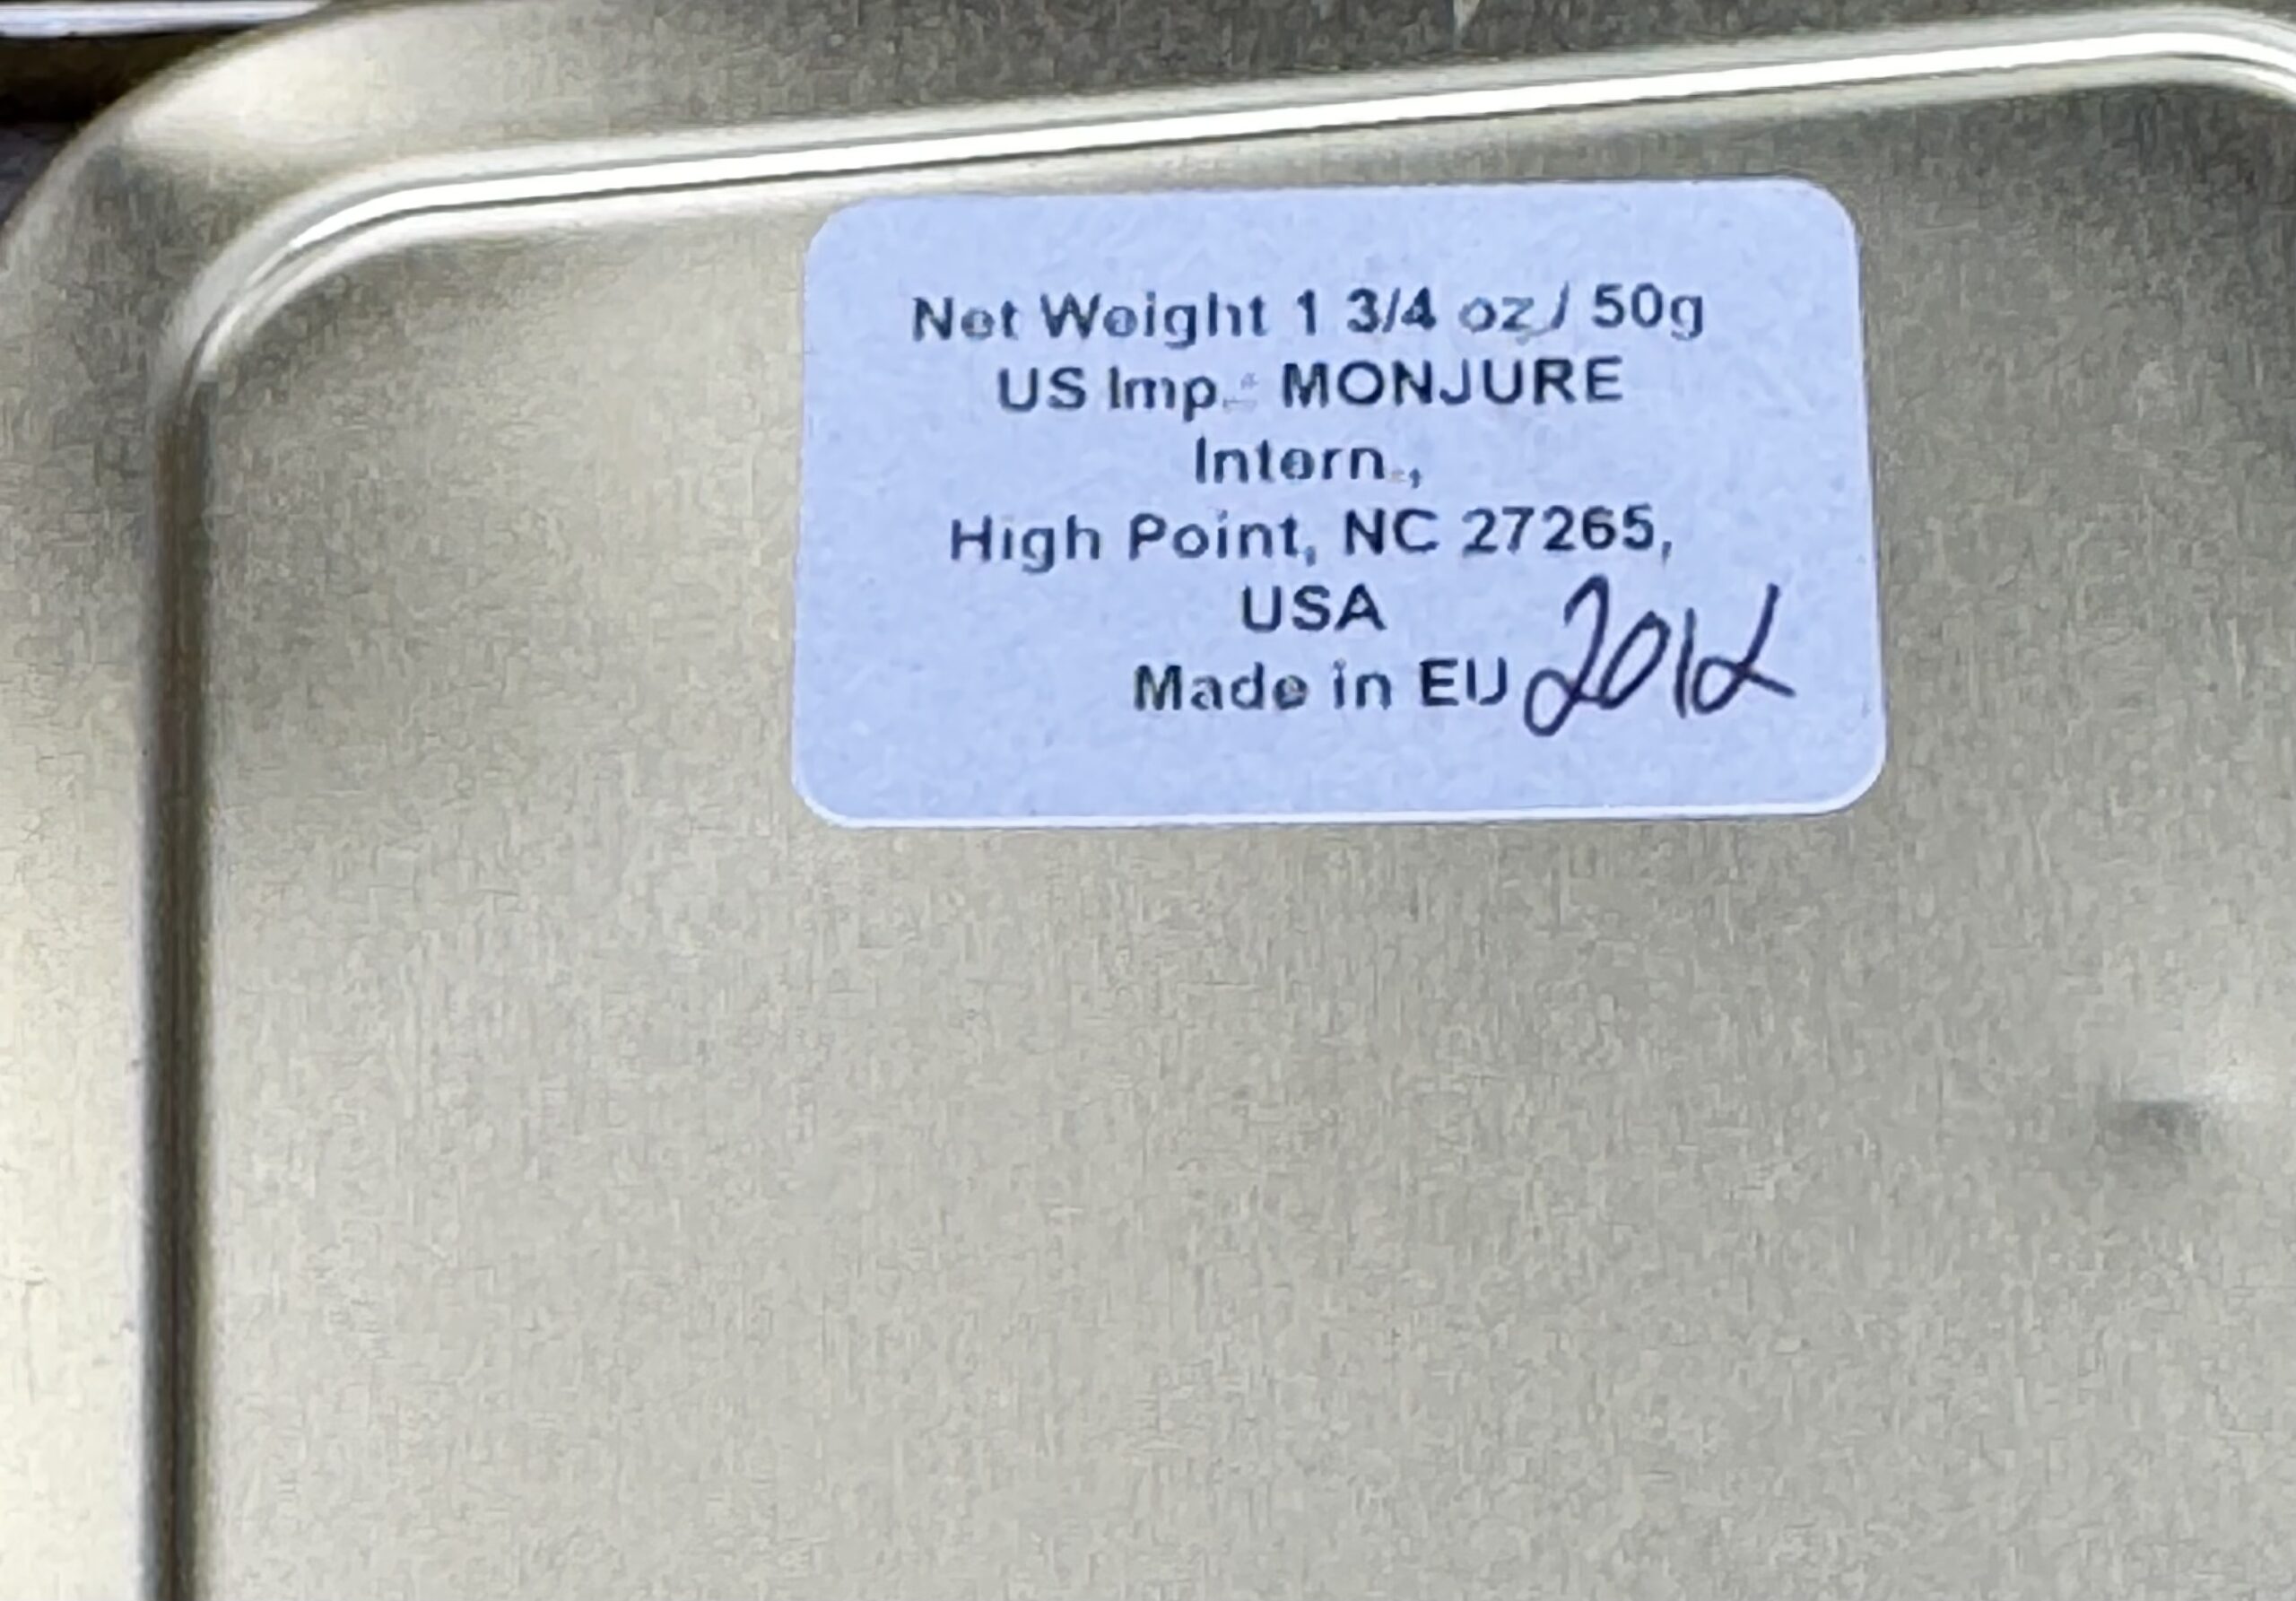 Net Weight 1 3/4 oz / 50g
US Imp.: MONJURE
Intern.,
High Point, NC 27265,
USA
Made in EU 2012